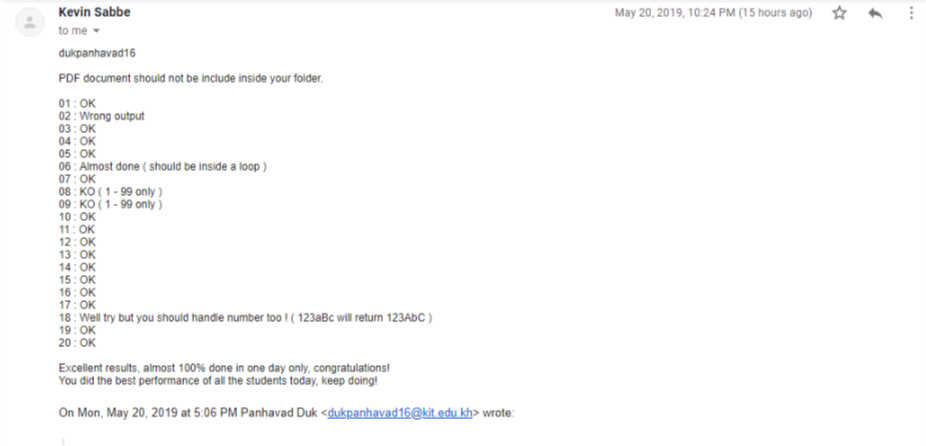 Kevin Sabbe
May 20, 2019, 10:24 PM (15 hours ago)
to me
dukpanhavad16
PDF document should not be include inside your folder.
01 : OK
02 : Wrong output
03 : OK
04 : OK
05 : OK
06 : Almost done ( should be inside a loop )
07 : OK
08 : KO ( 1 - 99 only )
09 : KO ( 1 - 99 only )
10 : OK
11 : OK
12 : OK
13 : OK
14 : OK
15 : OK
16 : OK
17 : OK
18 : Well try but you should handle number too ! ( 123aBc will return 123AbC )
19 : OK
20 : OK
Excellent results, almost 100% done in one day only, congratulations!
You did the best performance of all the students today, keep doing!
On Mon, May 20, 2019 at 5:06 PM Panhavad Duk <dukpanhavad16@kit.edu.kh> wrote: